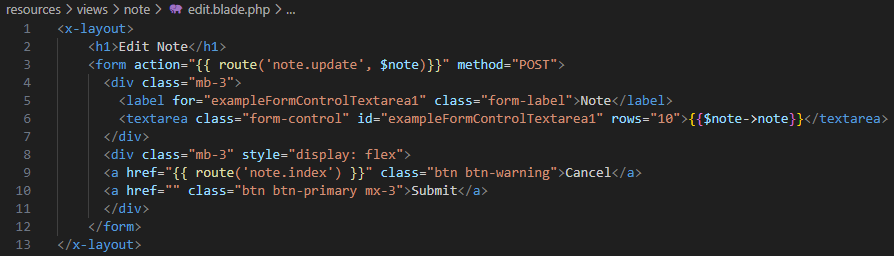 resources > views > note > edit.blade.php > ...
1 <x-layout>
2 <h1>Edit Note</h1>
3 <form action="{{ route('note.update', $note)}}" method="POST">
4 <div class="mb-3">
5 <label for="exampleFormControlTextarea1" class="form-label">Note</label>
6 <textarea class="form-control" id="exampleFormControlTextarea1" rows="10">{{$note->note}}</textarea>
7 </div>
8 <div class="mb-3" style="display: flex">
9 <a href="{{ route('note.index') }}" class="btn btn-warning">Cancel</a>
10 <a href="" class="btn btn-primary mx-3">Submit</a>
11 </div>
12 </form>
13 </x-layout>